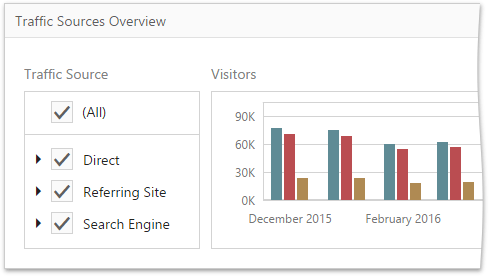 Traffic Sources Overview
Traffic Source
Visitors
(All)
Direct
Referring Site
Search Engine
90K
60K
30K
0K
December 2015
February 2016